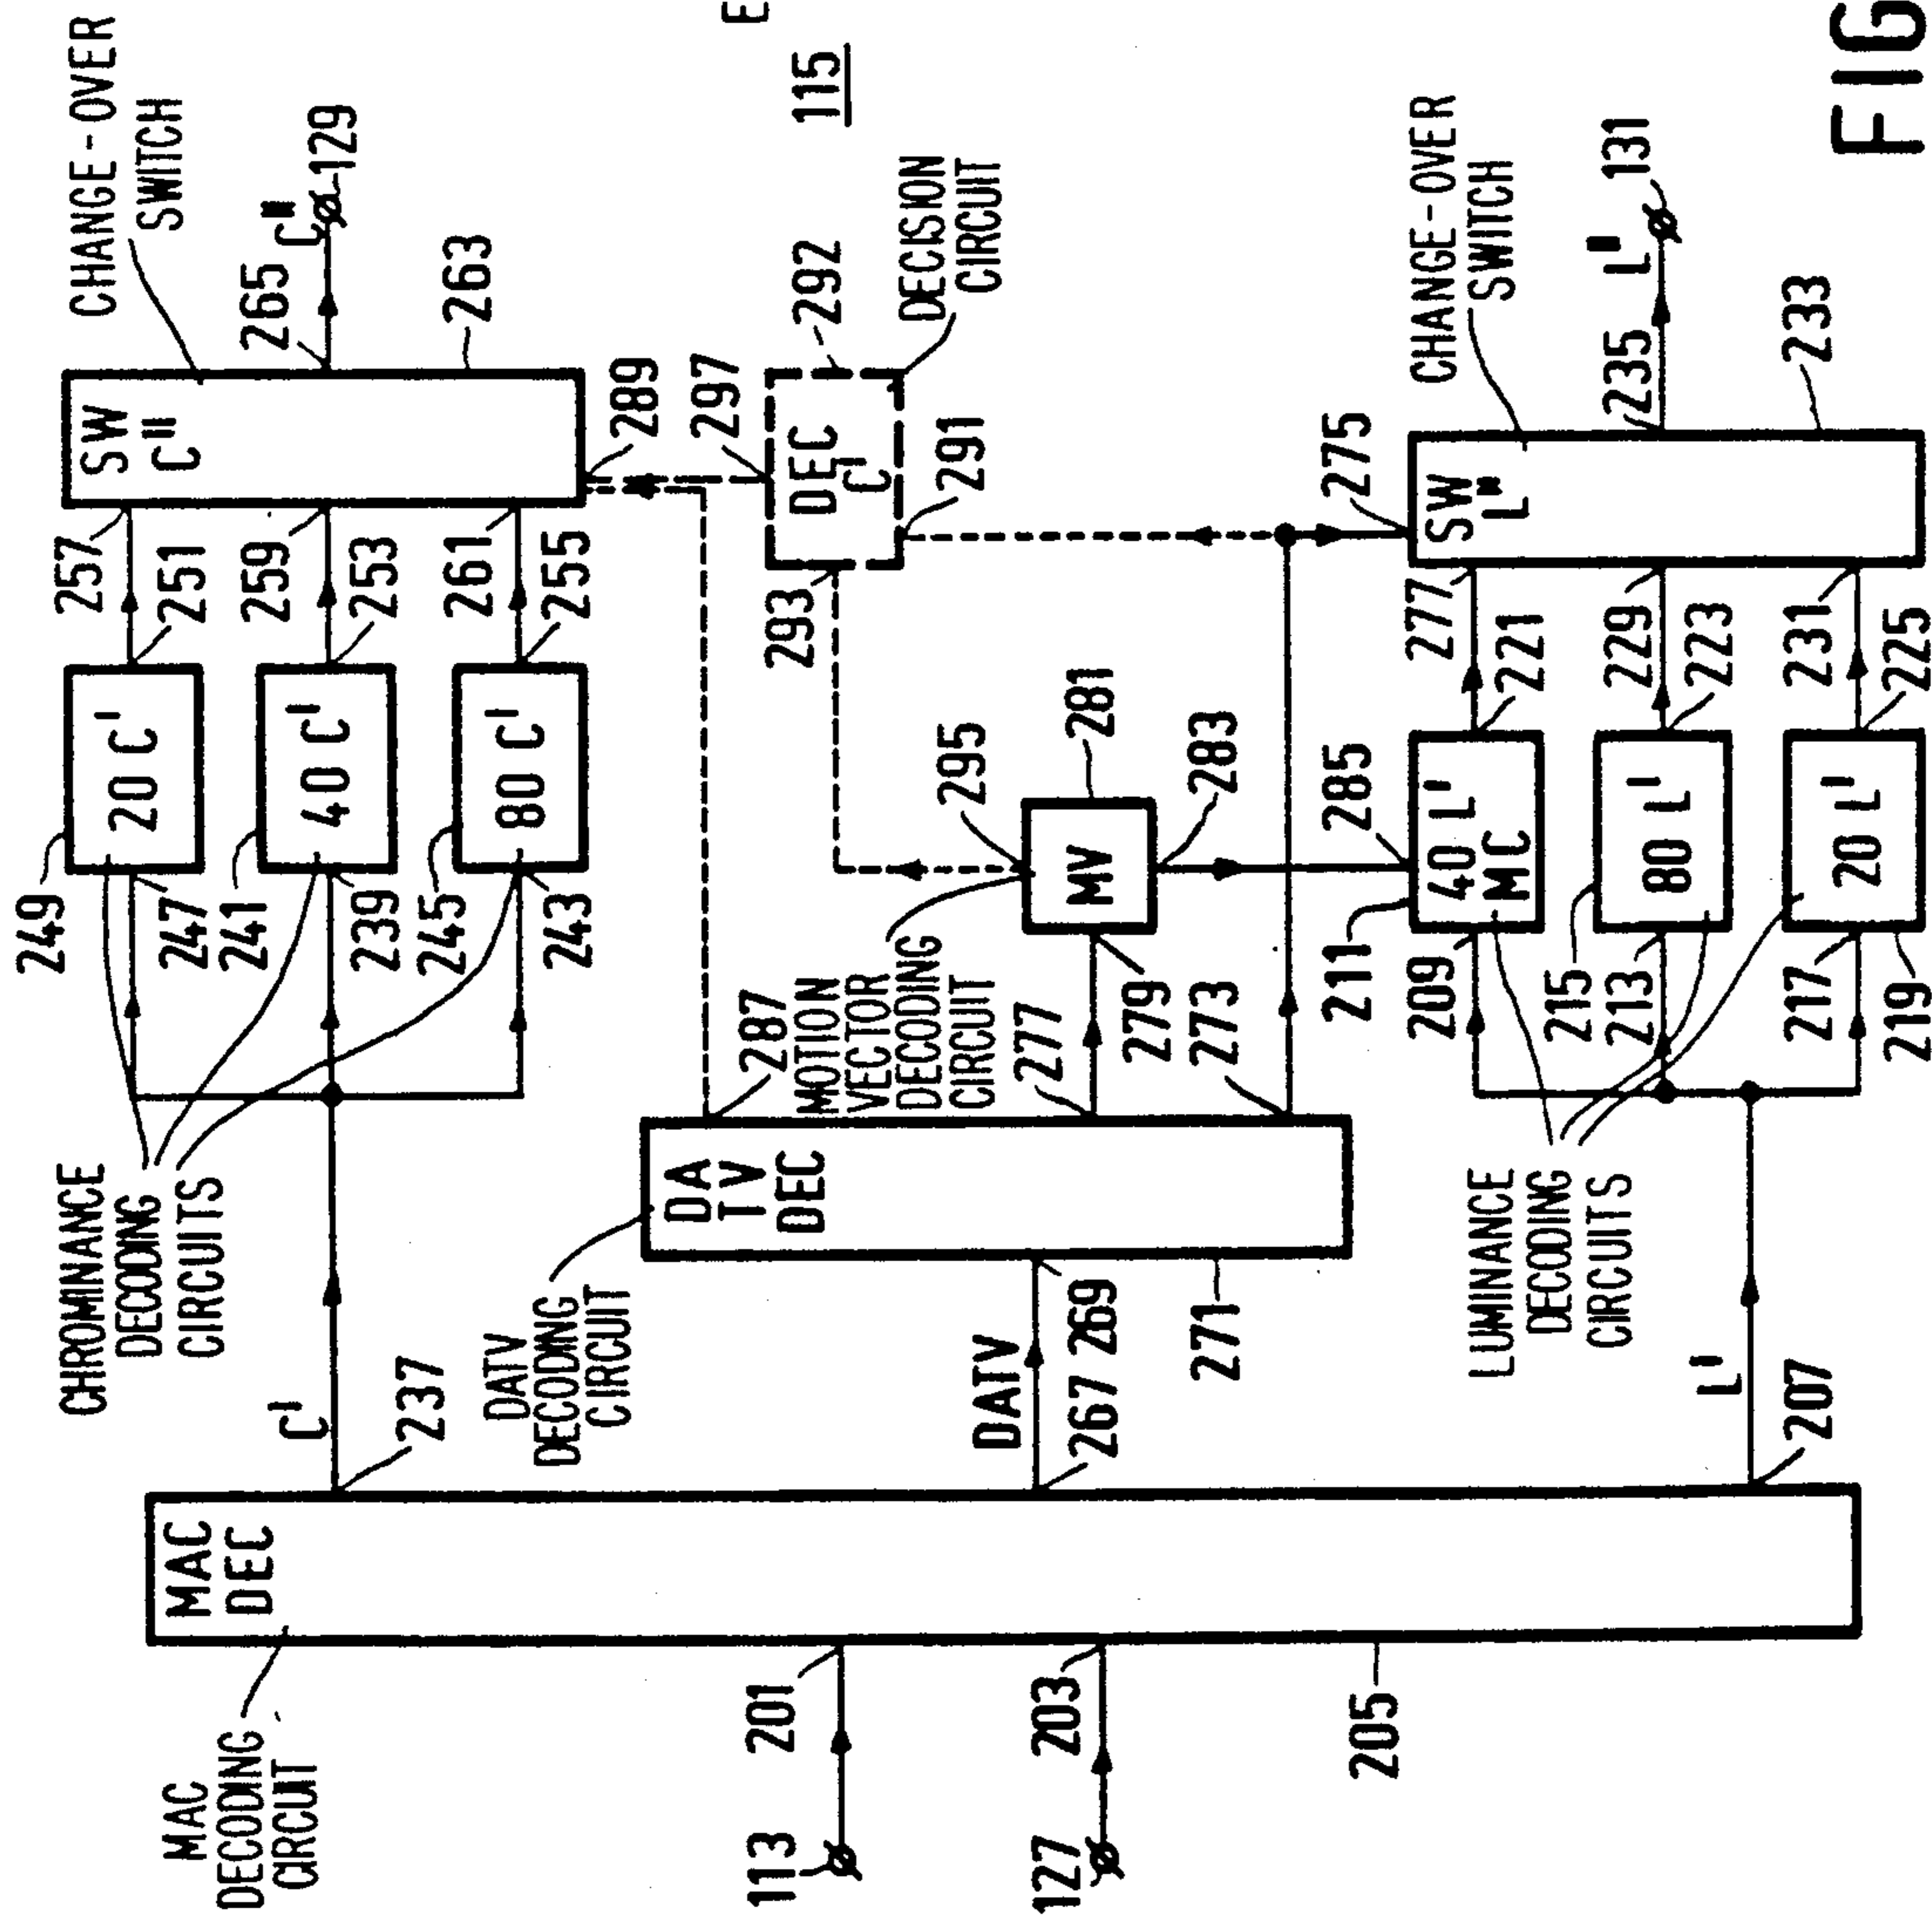 MAC
DECODING
CIRCUIT
MAC
DEC
113
201
127
203
205
C'
237
DATV
267
269
271
L'
207
CHROMINANCE
DECODING
CIRCUITS
DATV
DECODING
CIRCUIT
DA
TV
DEC
287
277
273
MOTION
VECTOR
DECODING
CIRCUIT
279
MV
281
283
295
LUMINANCE
DECODING
CIRCUITS
249
247
20 C'
251
241
239
40 C'
253
245
243
80 C'
255
257
259
261
SW
C"
289
263
265
129
CHANGE-OVER
SWITCH
293
DEC
C'
297
292
291
DECISION
CIRCUIT
115
E
211
209
285
40 L'
MC
221
215
213
80 L'
223
217
219
20 L'
225
277
229
231
275
SW
235
233
131
CHANGE-OVER
SWITCH
FIG